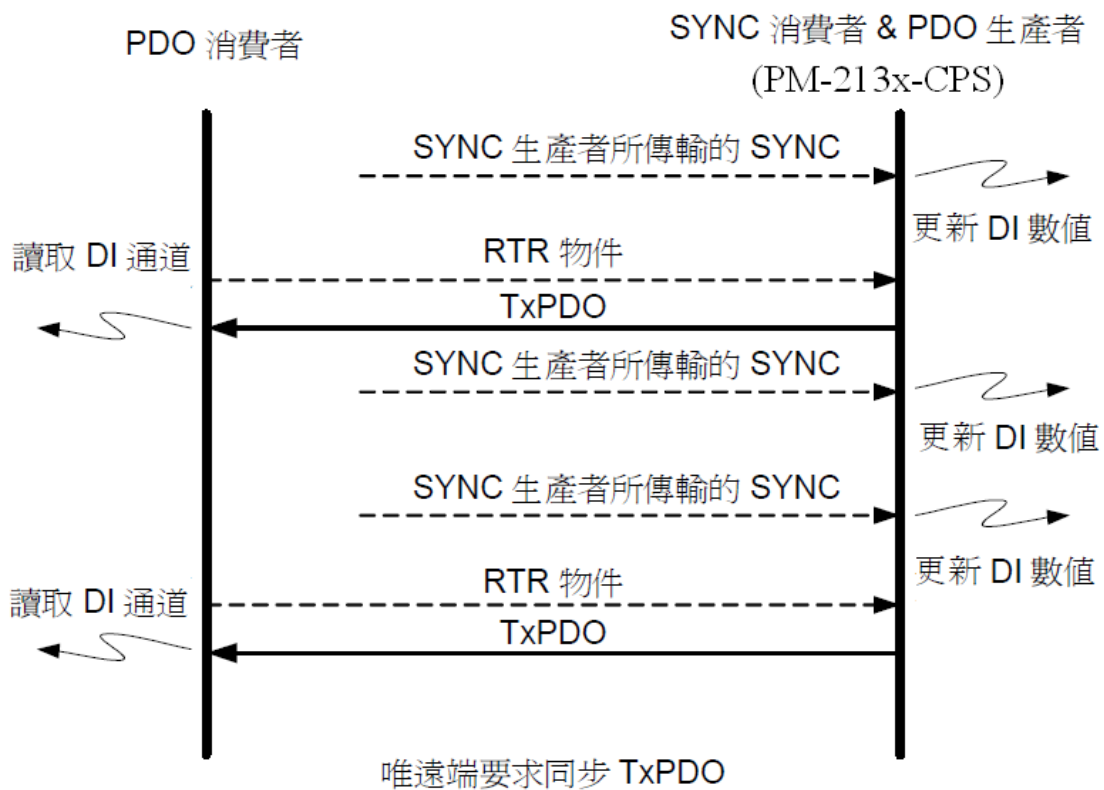 PDO 消費者
SYNC 消費者 & PDO 生產者
(PM-213x-CPS)
SYNC 生產者所傳輸的 SYNC
更新 DI 數值
讀取 DI 通道
RTR 物件
TxPDO
SYNC 生產者所傳輸的 SYNC
更新 DI 數值
SYNC 生產者所傳輸的 SYNC
更新 DI 數值
RTR 物件
讀取 DI 通道
TxPDO
唯遠端要求同步 TxPDO